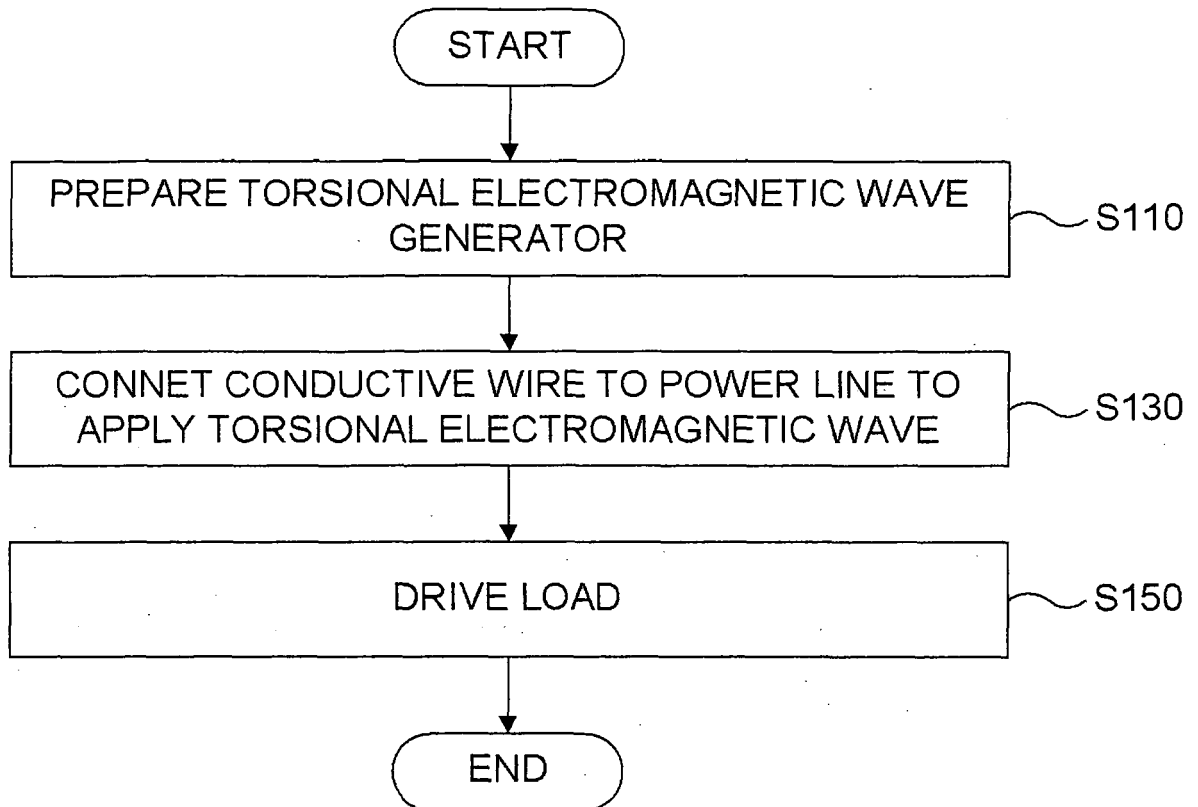 START
PREPARE TORSIONAL ELECTROMAGNETIC WAVE
GENERATOR
S110
CONNET CONDUCTIVE WIRE TO POWER LINE TO
APPLY TORSIONAL ELECTROMAGNETIC WAVE
S130
DRIVE LOAD
S150
END